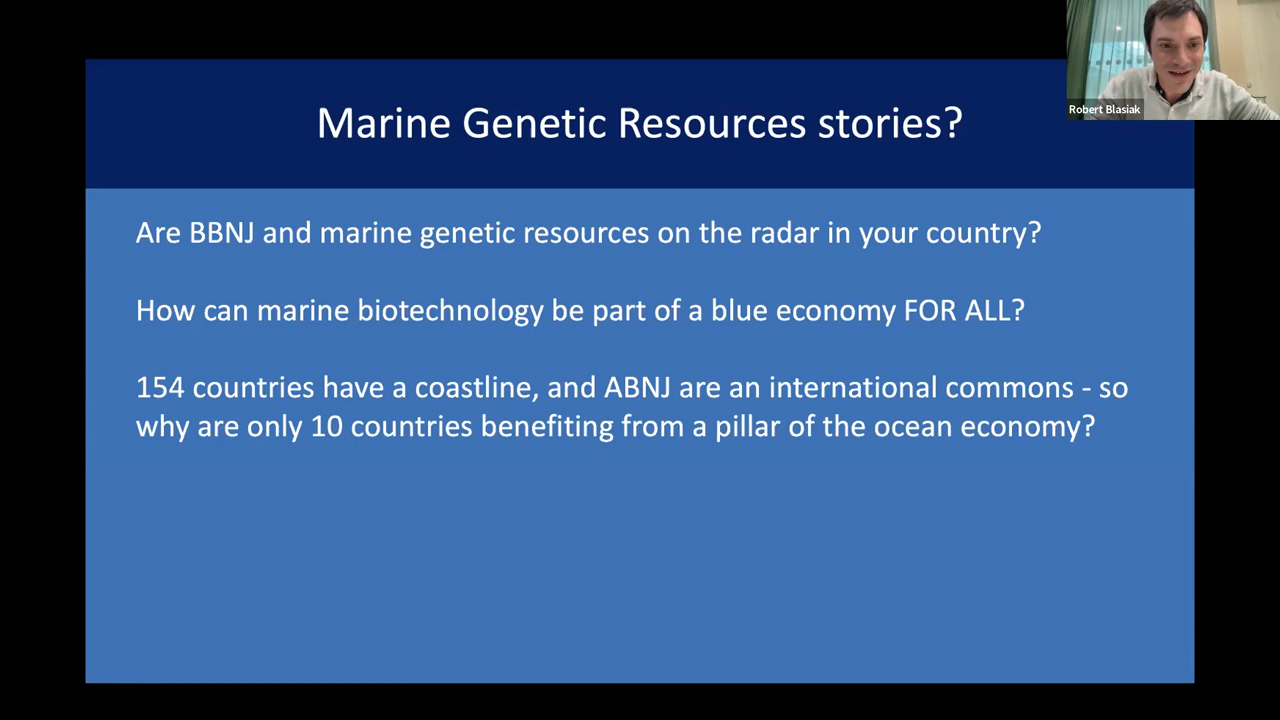 Robert Blasiak
Marine Genetic Resources stories?
Are BBNJ and marine genetic resources on the radar in your country?
How can marine biotechnology be part of a blue economy FOR ALL?
154 countries have a coastline, and ABNJ are an international commons - so
why are only 10 countries benefiting from a pillar of the ocean economy?